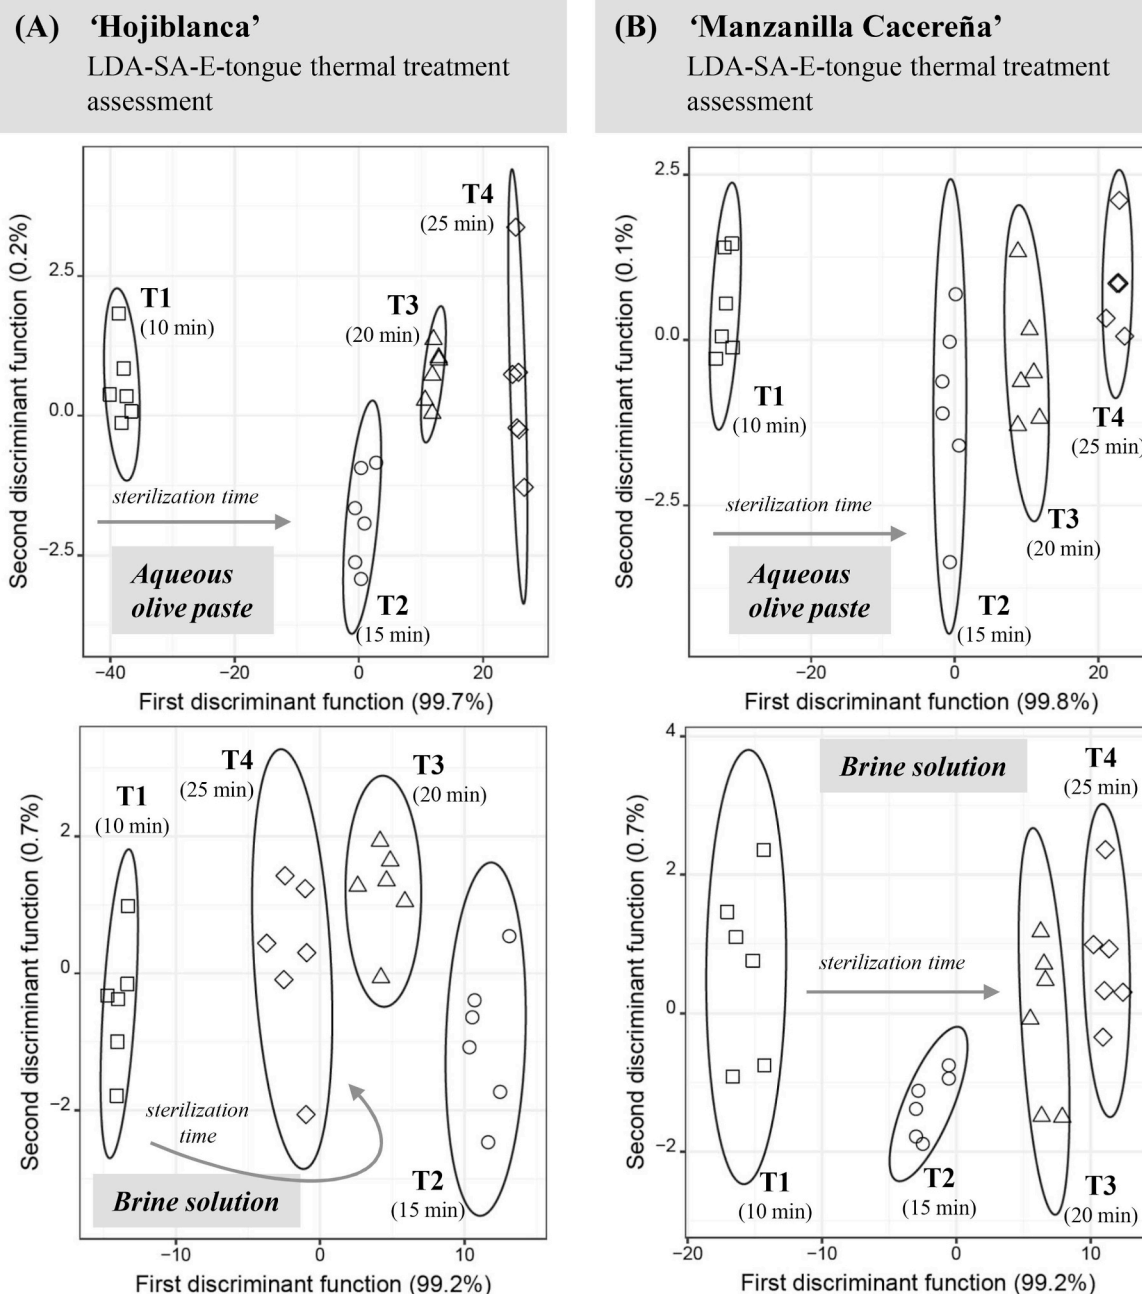 (A) ‘Hojiblanca’
LDA-SA-E-tongue thermal treatment
assessment
Second discriminant function (0.2%)
2.5
0.0
−2.5
T1
(10 min)
T4
(25 min)
T3
(20 min)
sterilization time
Aqueous
olive paste
T2
(15 min)
−40 −20 0 20
First discriminant function (99.7%)
Second discriminant function (0.7%)
2
0
−2
T4
(25 min)
T3
(20 min)
T1
(10 min)
sterilization
time
T2
(15 min)
Brine solution
−10 0 10
First discriminant function (99.2%)
(B) ‘Manzanilla Cacereña’
LDA-SA-E-tongue thermal treatment
assessment
Second discriminant function (0.1%)
2.5
0.0
−2.5
T1
(10 min)
T4
(25 min)
sterilization time
T3
(20 min)
Aqueous
olive paste
T2
(15 min)
−20 0 20
First discriminant function (99.8%)
Second discriminant function (0.7%)
4
2
0
−2
Brine solution
T4
(25 min)
sterilization time
T1
(10 min)
T2
(15 min)
T3
(20 min)
−20 −10 0 10
First discriminant function (99.2%)